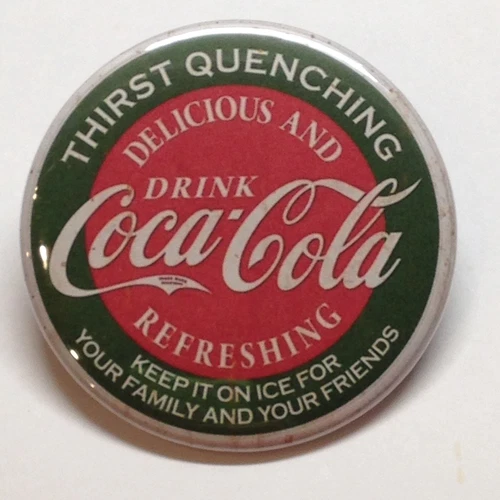 THIRST QUENCHING
DELICIOUS AND
DRINK
Coca-Cola
REFRESHING
KEEP IT ON ICE FOR
YOUR FAMILY AND YOUR FRIENDS